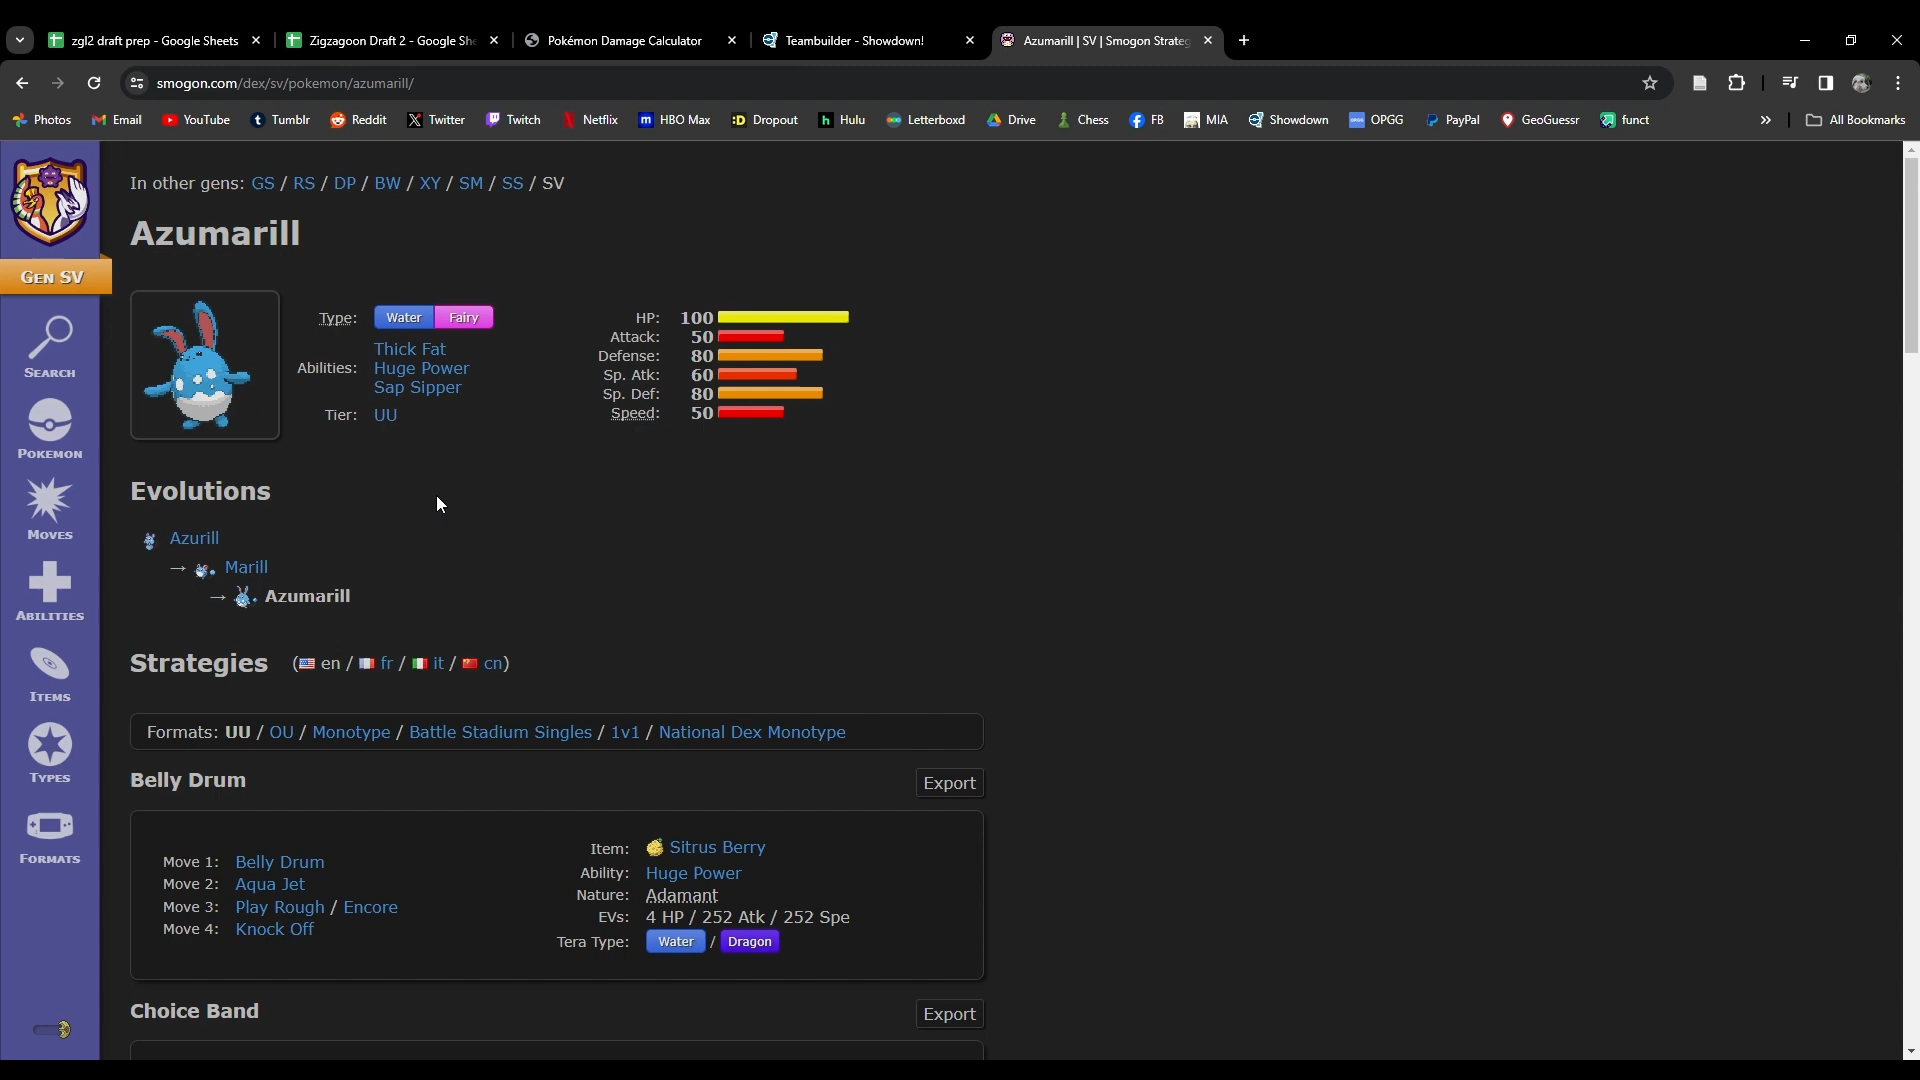 zgl2 draft prep - Google Sheets
Zigzagoon Draft 2 - Google She
Pokémon Damage Calculator
Teambuilder - Showdown!
Azumarill | SV | Smogon Strateg
smogon.com/dex/sv/pokemon/azumarill/
Photos Email YouTube Tumblr Reddit Twitter Twitch Netflix HBO Max Dropout Hulu Letterboxd Drive Chess FB MIA Showdown OPGG PayPal GeoGuessr funct » All Bookmarks
In other gens: GS / RS / DP / BW / XY / SM / SS / SV
Azumarill
GEN SV
SEARCH
POKEMON
MOVES
ABILITIES
ITEMS
TYPES
FORMATS
Type: Water Fairy
Abilities: Thick Fat
Huge Power
Sap Sipper
Tier: UU
HP: 100
Attack: 50
Defense: 80
Sp. Atk: 60
Sp. Def: 80
Speed: 50
Evolutions
Azurill
→ Marill
→ Azumarill
Strategies (en / fr / it / cn)
Formats: UU / OU / Monotype / Battle Stadium Singles / 1v1 / National Dex Monotype
Belly Drum
Export
Move 1: Belly Drum
Move 2: Aqua Jet
Move 3: Play Rough / Encore
Move 4: Knock Off
Item: Sitrus Berry
Ability: Huge Power
Nature: Adamant
EVs: 4 HP / 252 Atk / 252 Spe
Tera Type: Water / Dragon
Choice Band
Export